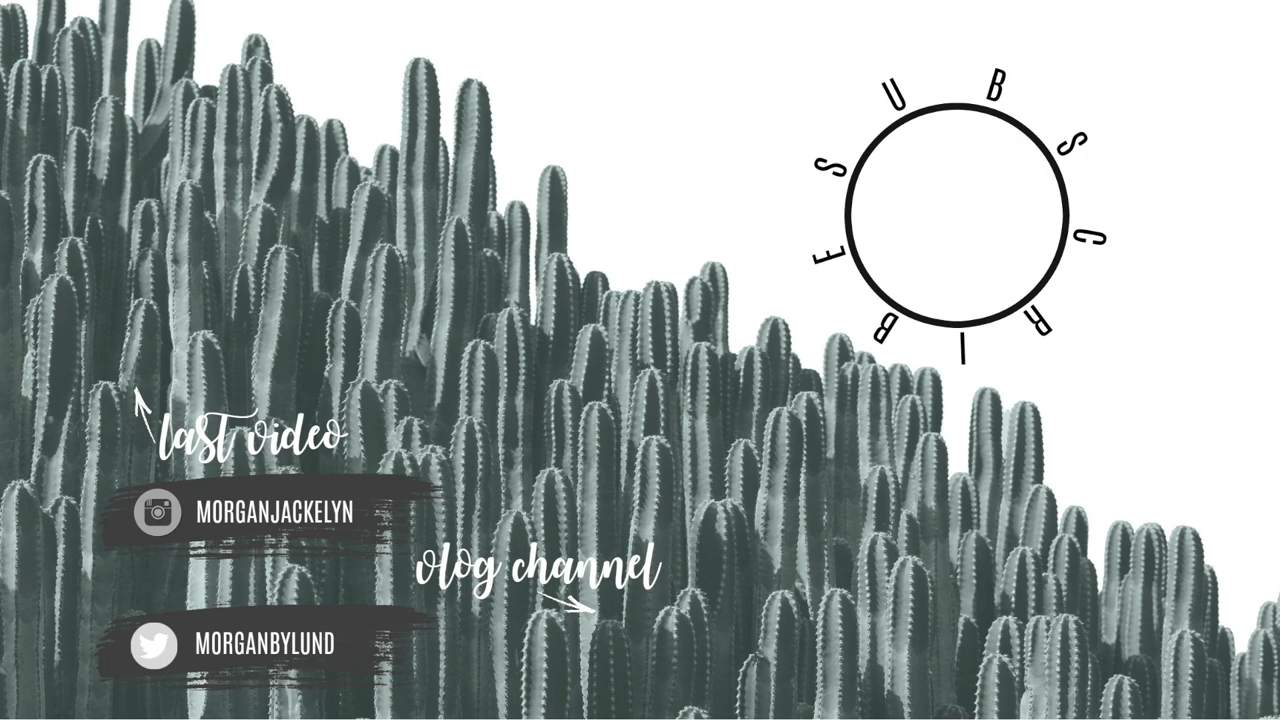 SUBSCRIBE
last video
MORGANJACKELYN
vlog channel
MORGANBYLUND